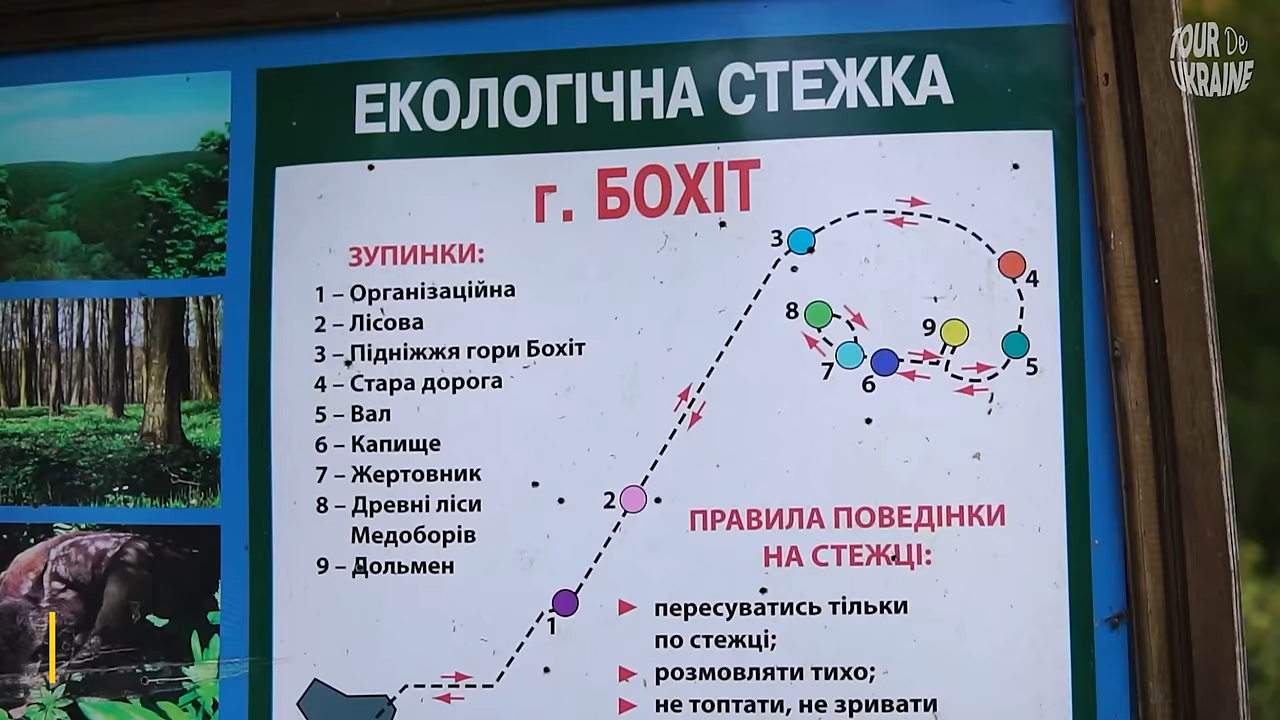 TOUR De
UKRAINE
ЕКОЛОГІЧНА СТЕЖКА
г. БОХІТ
ЗУПИНКИ:
1 – Організаційна
2 – Лісова
3 – Підніжжя гори Бохіт
4 – Стара дорога
5 – Вал
6 – Капище
7 – Жертовник
8 – Древні ліси
Медоборів
9 – Дольмен
3
4
8
9
7
6
5
2
1
ПРАВИЛА ПОВЕДІНКИ
НА СТЕЖЦІ:
пересуватись тільки
по стежці;
розмовляти тихо;
не топтати, не зривати